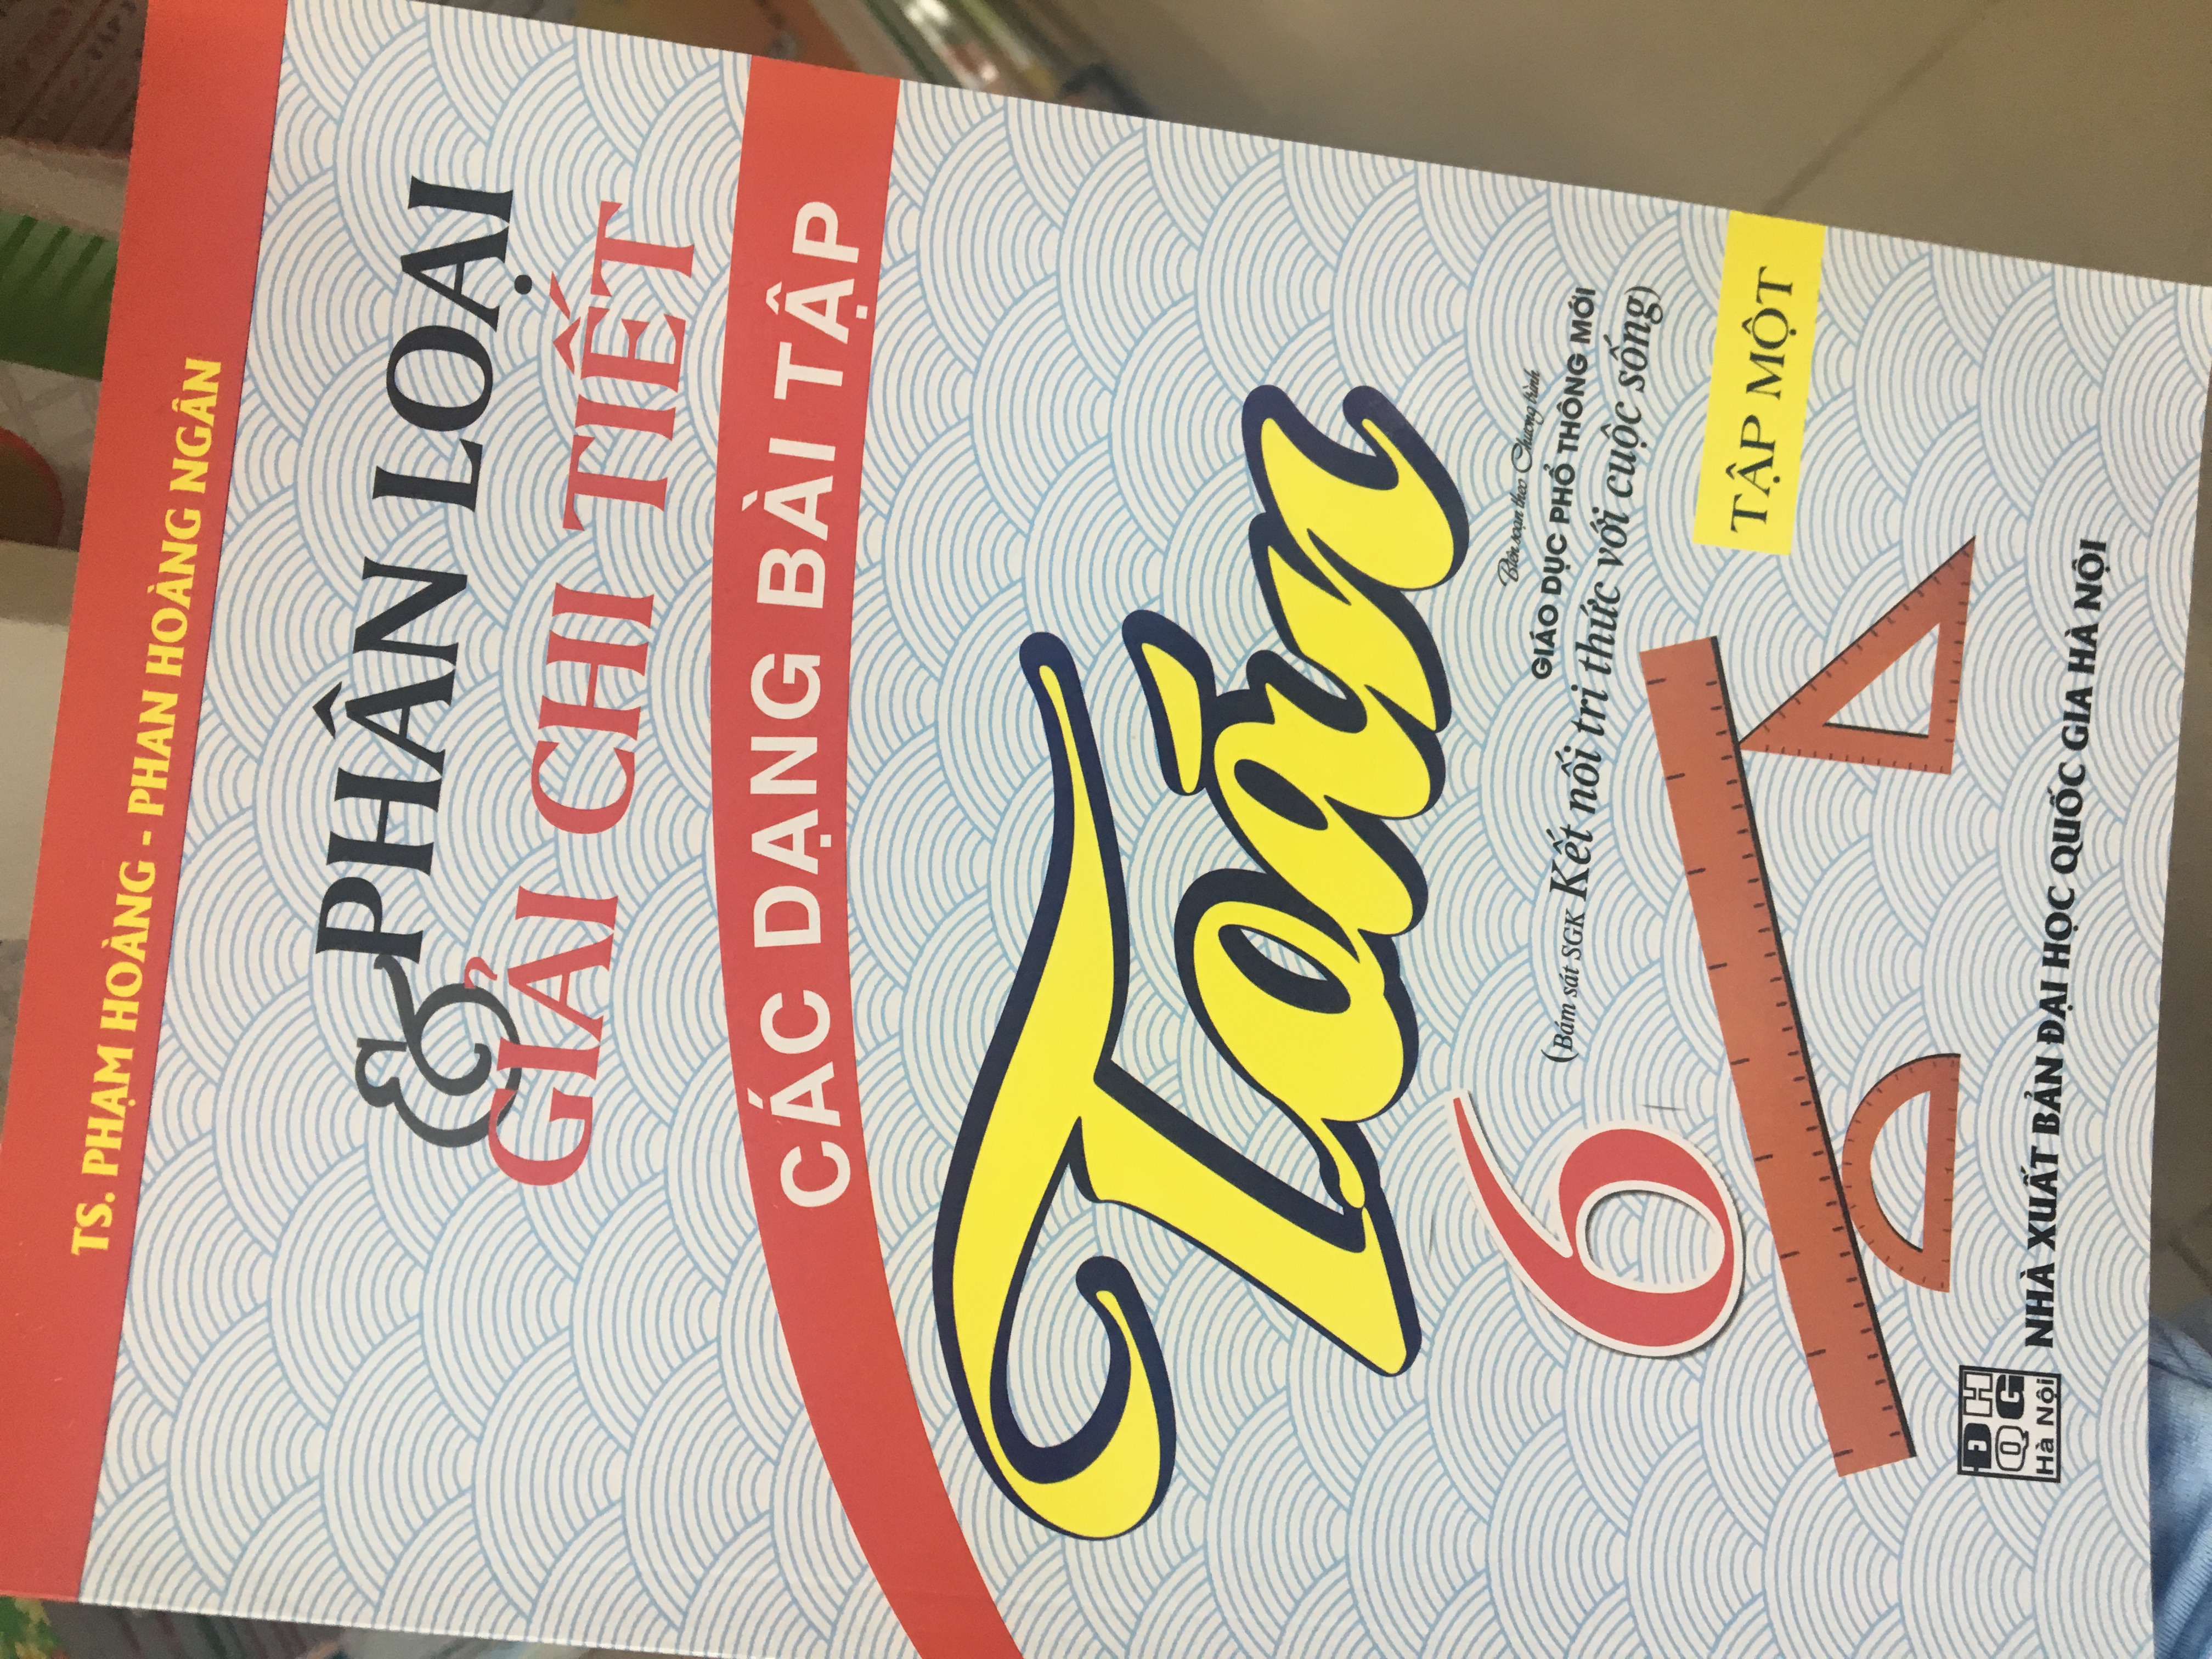 TS. PHẠM HOÀNG - PHAN HOÀNG NGÂN
PHÂN LOẠI
& GIẢI CHI TIẾT
CÁC DẠNG BÀI TẬP
Toán
6
Biên soạn theo Chương trình
GIÁO DỤC PHỔ THÔNG MỚI
(Bám sát SGK Kết nối tri thức với cuộc sống)
TẬP MỘT
ĐH
QG
Hà Nội
NHÀ XUẤT BẢN ĐẠI HỌC QUỐC GIA HÀ NỘI